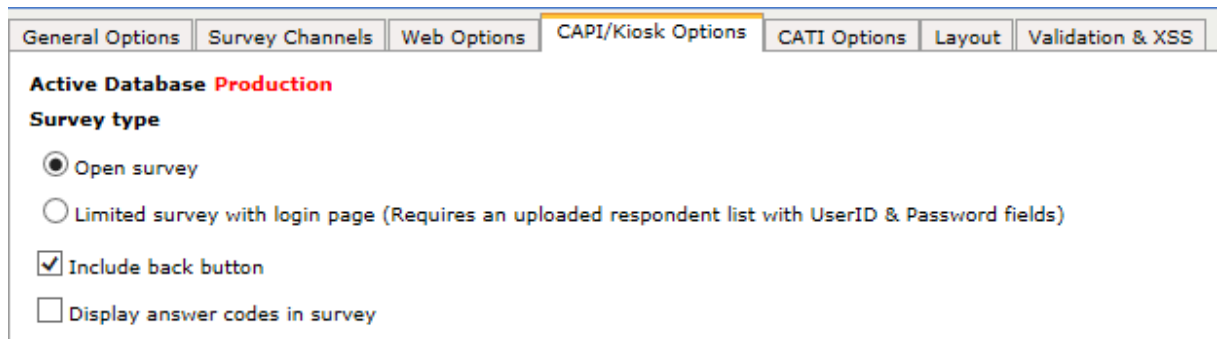 General Options Survey Channels Web Options CAPI/Kiosk Options CATI Options Layout Validation & XSS
Active Database Production
Survey type
Open survey
Limited survey with login page (Requires an uploaded respondent list with UserID & Password fields)
Include back button
Display answer codes in survey